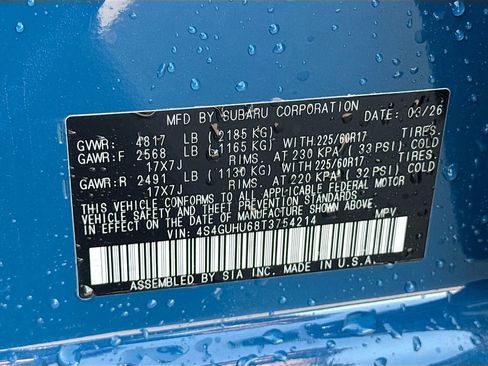 MFD BY SUBARU CORPORATION DATE: 03/26
GVWR: 4817 LB (2185 KG)
GAWR: F 2568 LB (1165 KG) WITH 225/60R17 TIRES.
17X7J RIMS. AT 230 KPA (33 PSI) COLD
GAWR: R 2491 LB (1130 KG) WITH 225/60R17 TIRES.
17X7J RIMS. AT 220 KPA (32 PSI) COLD
THIS VEHICLE CONFORMS TO ALL APPLICABLE FEDERAL MOTOR
VEHICLE SAFETY AND THEFT PREVENTION STANDARDS IN EFFECT
ON THE DATE OF MANUFACTURE SHOWN ABOVE.
VIN: 4S4GUHU68T3754214 MPV
ASSEMBLED BY SIA INC. MADE IN U.S.A.